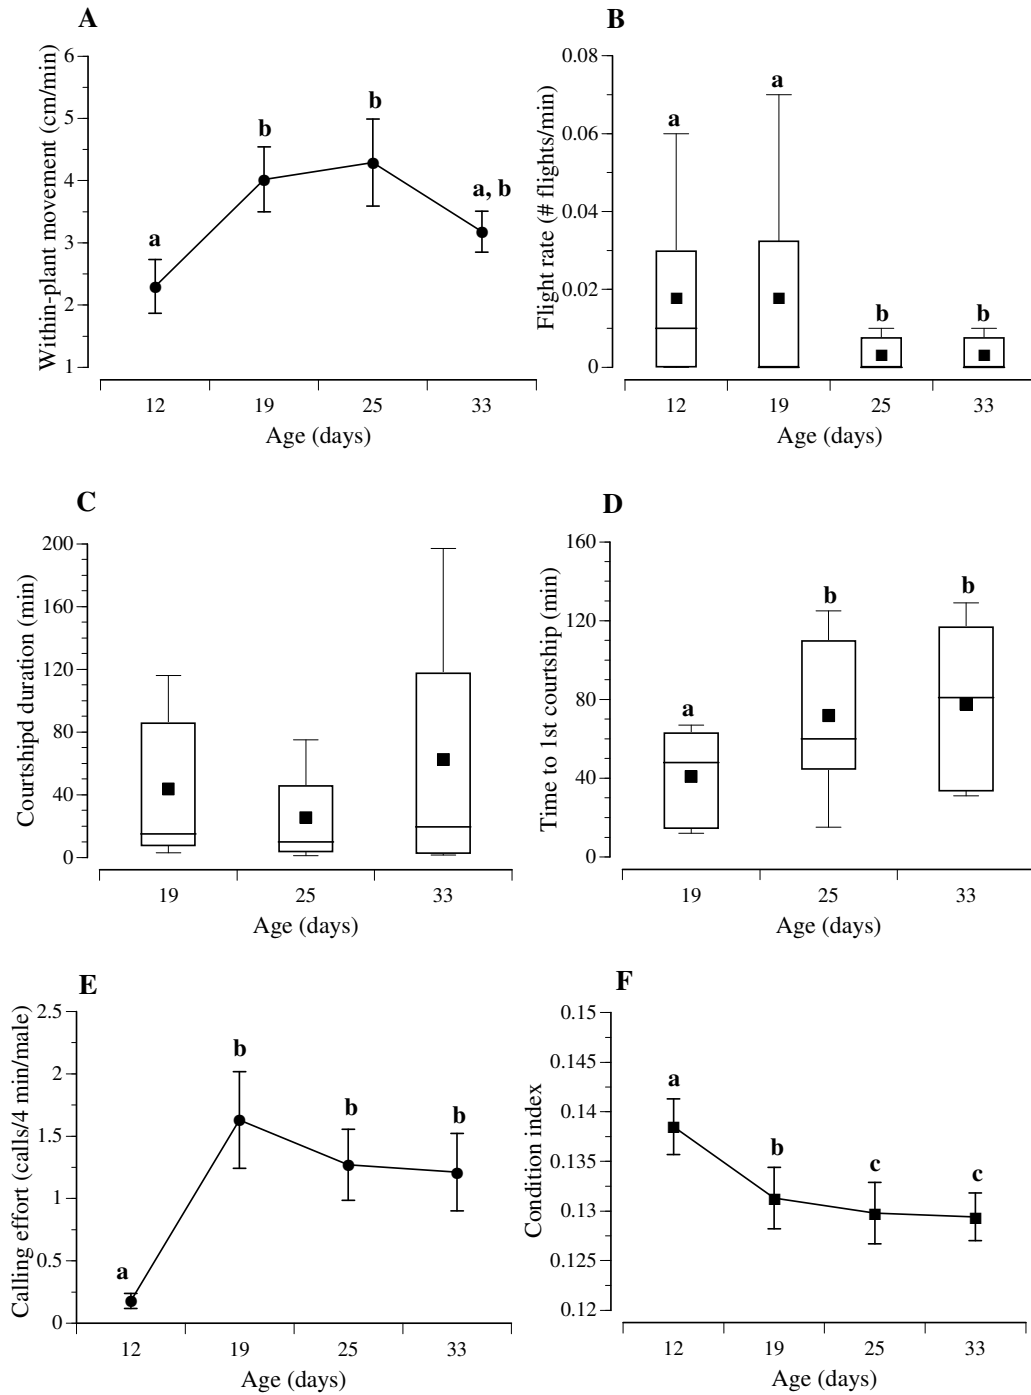 A
Within-plant movement (cm/min)
6
5
4
3
2
1
a
b
b
a, b
12 19 25 33
Age (days)
B
Flight rate (# flights/min)
0.08
0.06
0.04
0.02
0
a
a
b
b
12 19 25 33
Age (days)
C
Courtshipd duration (min)
200
160
120
80
40
0
19 25 33
Age (days)
D
Time to 1st courtship (min)
160
120
80
40
0
a
b
b
19 25 33
Age (days)
E
Calling effort (calls/4 min/male)
2.5
2
1.5
1
0.5
0
a
b
b
b
12 19 25 33
Age (days)
F
Condition index
0.15
0.145
0.14
0.135
0.13
0.125
0.12
a
b
c
c
12 19 25 33
Age (days)